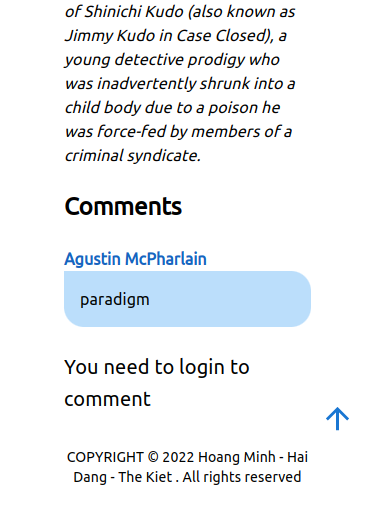 of Shinichi Kudo (also known as
Jimmy Kudo in Case Closed), a
young detective prodigy who
was inadvertently shrunk into a
child body due to a poison he
was force-fed by members of a
criminal syndicate.
Comments
Agustin McPharlain
paradigm
You need to login to
comment
COPYRIGHT © 2022 Hoang Minh - Hai
Dang - The Kiet . All rights reserved